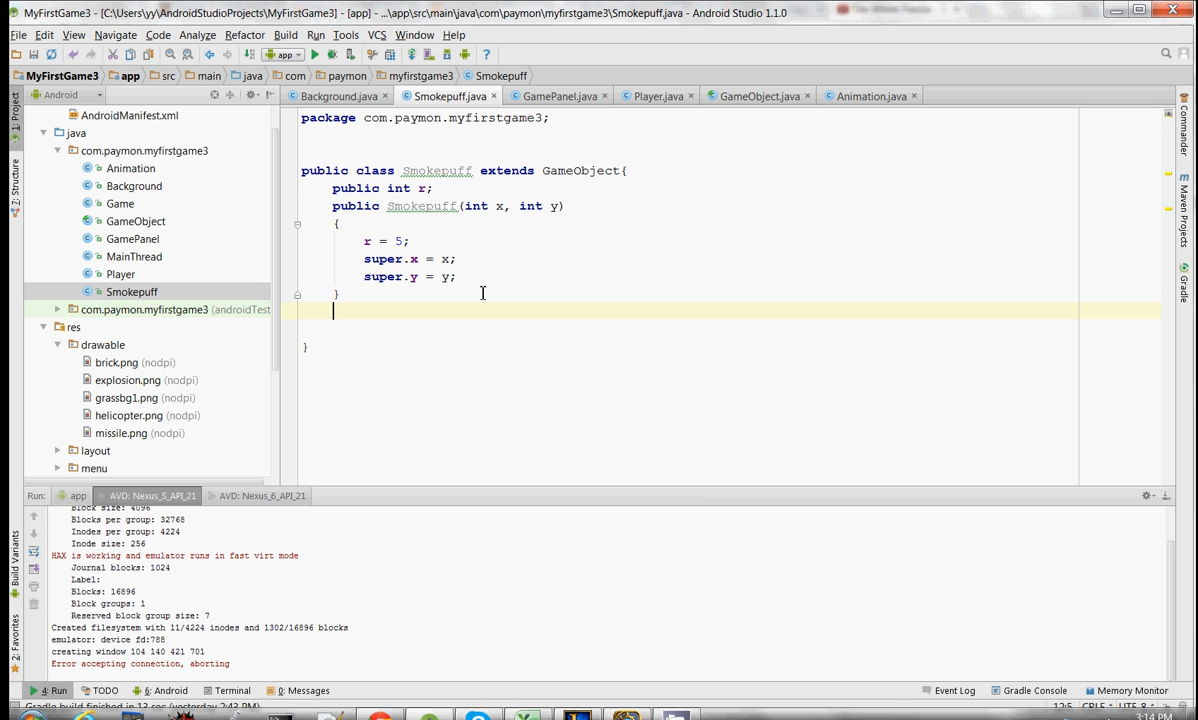 MyFirstGame3 - [C:\Users\yy\AndroidStudioProjects\MyFirstGame3] - [app] - ...\app\src\main\java\com\paymon\myfirstgame3\Smokepuff.java - Android Studio 1.1.0
File Edit View Navigate Code Analyze Refactor Build Run Tools VCS Window Help
app
MyFirstGame3 app src main java com paymon myfirstgame3 Smokepuff
Android
Background.java Smokepuff.java GamePanel.java Player.java GameObject.java Animation.java
1: Project
Z: Structure
Build Variants
2: Favorites
AndroidManifest.xml
java
com.paymon.myfirstgame3
Animation
Background
Game
GameObject
GamePanel
MainThread
Player
Smokepuff
com.paymon.myfirstgame3 (androidTest
res
drawable
brick.png (nodpi)
explosion.png (nodpi)
grassbg1.png (nodpi)
helicopter.png (nodpi)
missile.png (nodpi)
layout
menu
package com.paymon.myfirstgame3;
public class Smokepuff extends GameObject{
public int r;
public Smokepuff(int x, int y)
{
r = 5;
super.x = x;
super.y = y;
}
}
Commander
Maven Projects
Gradle
Run: app AVD: Nexus_S_API_21 AVD: Nexus_6_API_21
Block size: 4096
Blocks per group: 32768
Inodes per group: 4224
Inode size: 256
HAX is working and emulator runs in fast virt mode
Journal blocks: 1024
Label:
Blocks: 16896
Block groups: 1
Reserved block group size: 7
Created filesystem with 11/4224 inodes and 1302/16896 blocks
emulator: device fd:788
creating window 104 140 421 701
Error accepting connection, aborting
4: Run TODO 6: Android Terminal 0: Messages Event Log Gradle Console Memory Monitor
Gradle build finished in 13 sec (yesterday 2:43 PM) 12:5 CRLF UTF-8
3:14 PM